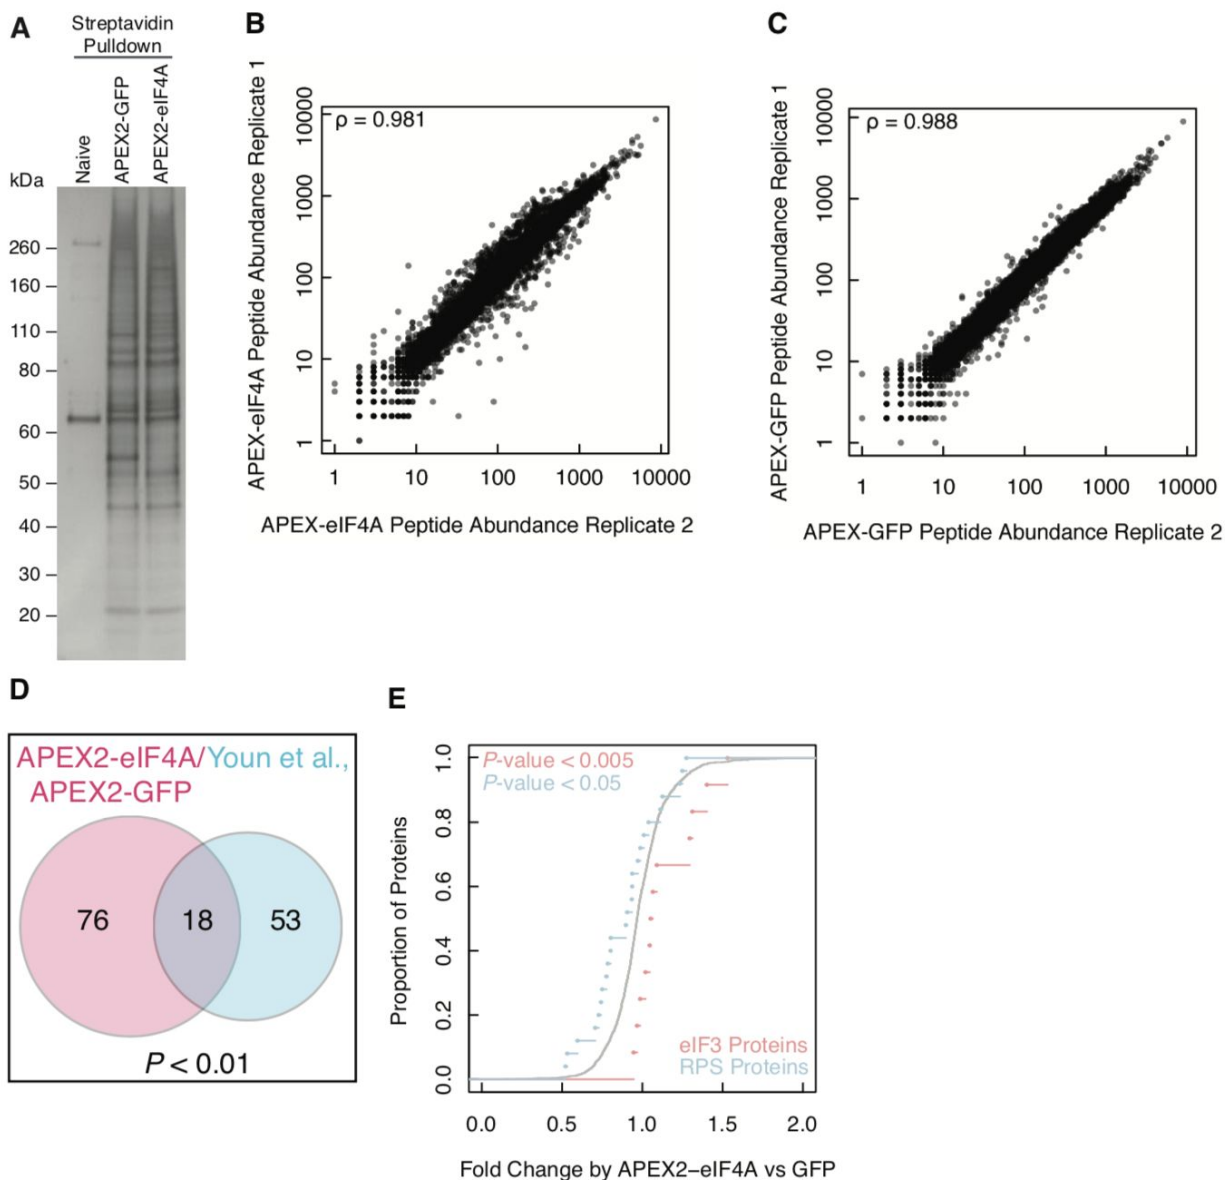 A
Streptavidin
Pulldown
Naive
APEX2-GFP
APEX2-eIF4A
kDa
260
160
110
80
60
50
40
30
20
B
ρ = 0.981
APEX-eIF4A Peptide Abundance Replicate 1
10000
1000
100
10
1
1 10 100 1000 10000
APEX-eIF4A Peptide Abundance Replicate 2
C
ρ = 0.988
APEX-GFP Peptide Abundance Replicate 1
10000
1000
100
10
1
1 10 100 1000 10000
APEX-GFP Peptide Abundance Replicate 2
D
APEX2-eIF4A/Youn et al.,
APEX2-GFP
76 18 53
P < 0.01
E
P-value < 0.005
P-value < 0.05
Proportion of Proteins
1.0
0.8
0.6
0.4
0.2
0.0
eIF3 Proteins
RPS Proteins
0.0 0.5 1.0 1.5 2.0
Fold Change by APEX2–eIF4A vs GFP